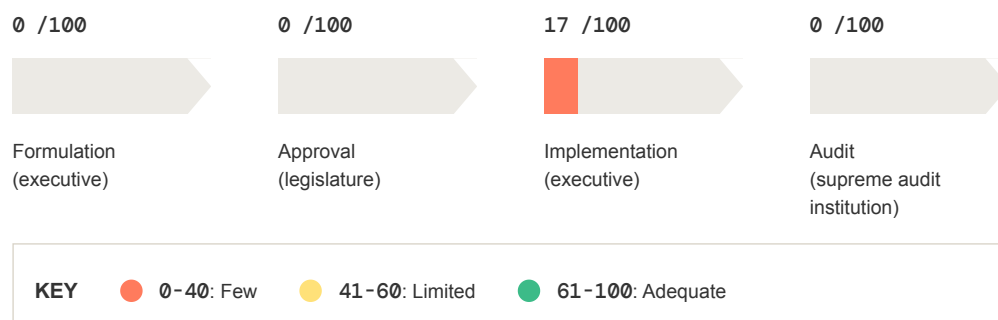 0 /100
0 /100
17 /100
0 /100
Formulation
(executive)
Approval
(legislature)
Implementation
(executive)
Audit
(supreme audit
institution)
KEY
0-40: Few
41-60: Limited
61-100: Adequate